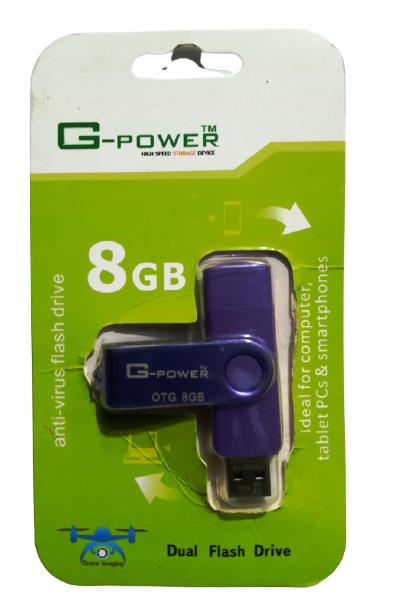 G-POWER™
HIGH SPEED STORAGE DEVICE
8GB
anti-virus flash drive
ideal for computer,
tablet PCs & smartphones
G-POWER™
OTG 8GB
Drone Imaging
Dual Flash Drive